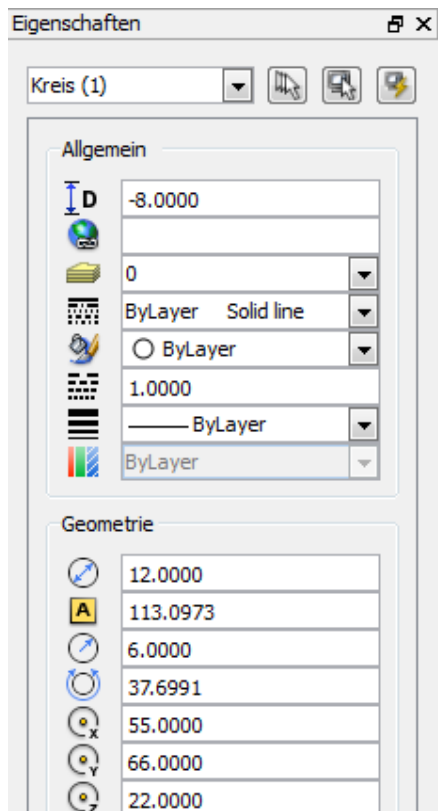 Eigenschaften
Kreis (1)
Allgemein
D -8.0000
0
ByLayer Solid line
ByLayer
1.0000
ByLayer
ByLayer
Geometrie
12.0000
A 113.0973
6.0000
37.6991
X 55.0000
Y 66.0000
Z 22.0000